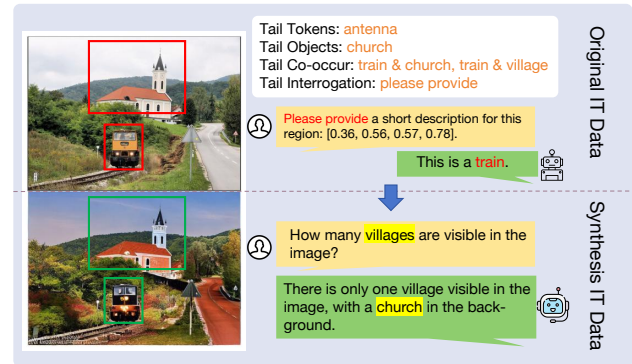 Tail Tokens: antenna
Tail Objects: church
Tail Co-occur: train & church, train & village
Tail Interrogation: please provide
Original IT Data
Please provide a short description for this
region: [0.36, 0.56, 0.57, 0.78].
This is a train.
Synthesis IT Data
How many villages are visible in the
image?
There is only one village visible in the
image, with a church in the back-
ground.